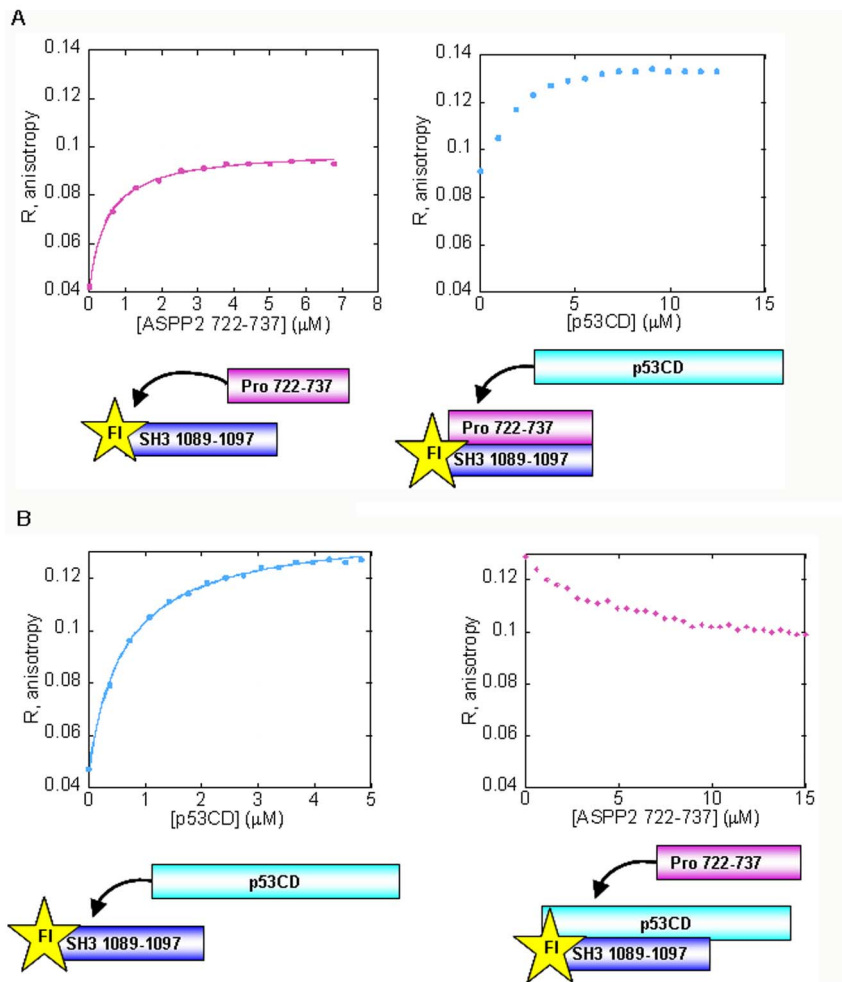 A
0.14
0.12
0.1
0.08
0.06
0.04
R, anisotropy
0 1 2 3 4 5 6 7 8
[ASPP2 722-737] (μM)
0.14
0.12
0.1
0.08
0.06
0.04
R, anisotropy
0 5 10 15
[p53CD] (μM)
Pro 722-737
Fl SH3 1089-1097
p53CD
Pro 722-737
Fl SH3 1089-1097
B
0.12
0.1
0.08
0.06
0.04
R, anisotropy
0 1 2 3 4 5
[p53CD] (μM)
0.12
0.1
0.08
0.06
0.04
R, anisotropy
0 5 10 15
[ASPP2 722-737] (μM)
p53CD
Fl SH3 1089-1097
Pro 722-737
p53CD
Fl SH3 1089-1097